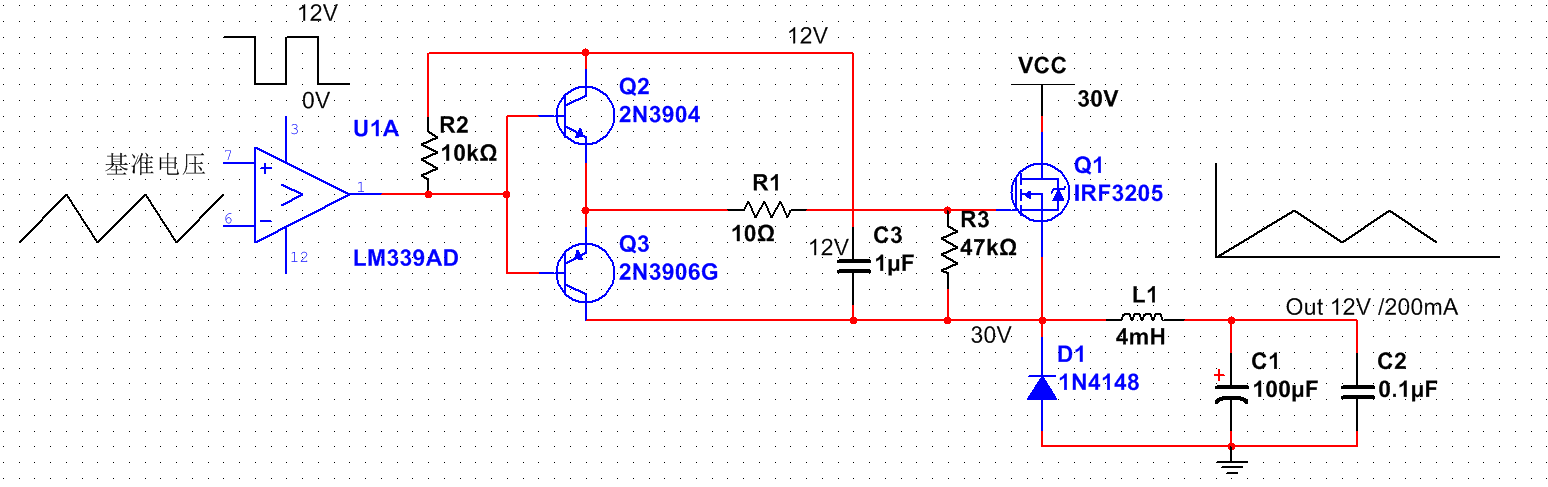 12V
0V
12V
VCC
30V
Q2
2N3904
U1A
3
R2
10kΩ
基准电压
7
+
1
6
−
12
LM339AD
Q1
IRF3205
R1
10Ω
R3
47kΩ
12V
C3
1µF
Q3
2N3906G
30V
L1
4mH
Out 12V /200mA
D1
1N4148
+
C1
100µF
C2
0.1µF